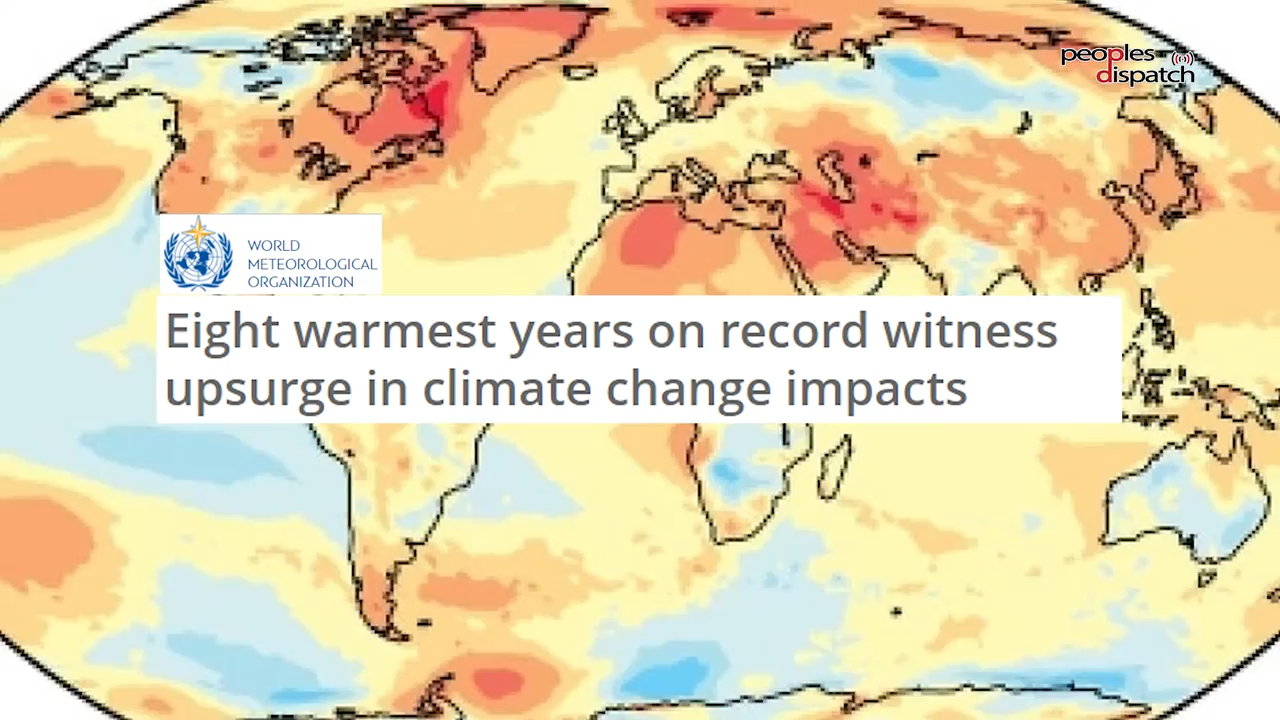 peoples
dispatch
WORLD
METEOROLOGICAL
ORGANIZATION
Eight warmest years on record witness
upsurge in climate change impacts